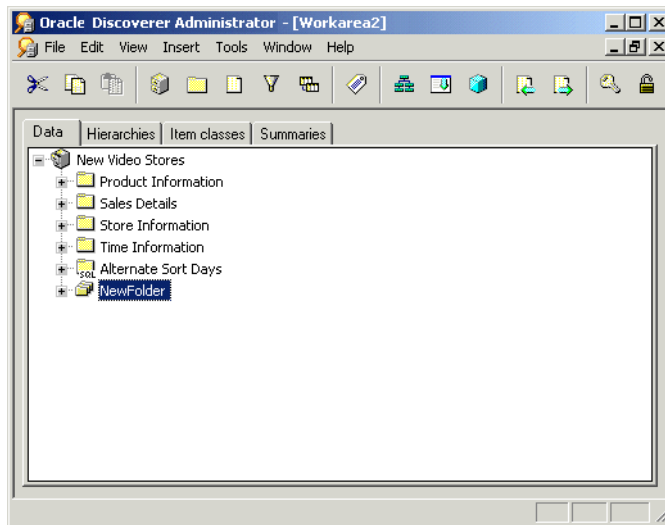 Oracle Discoverer Administrator - [Workarea2]
File Edit View Insert Tools Window Help
Data Hierarchies Item classes Summaries
New Video Stores
Product Information
Sales Details
Store Information
Time Information
SQL Alternate Sort Days
NewFolder